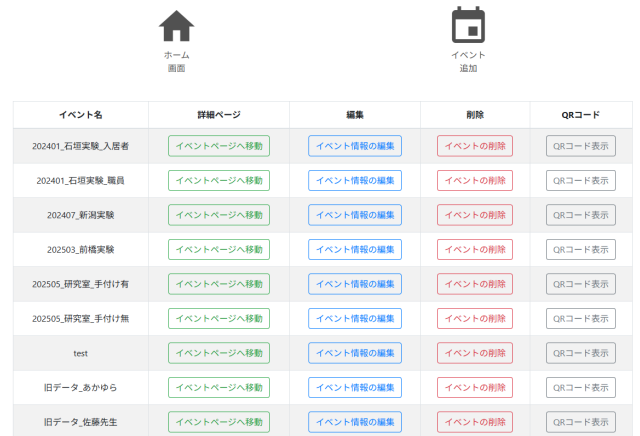 ホーム
画面
イベント
追加
イベント名 詳細ページ 編集 削除 QRコード
202401_石垣実験_入居者 イベントページへ移動 イベント情報の編集 イベントの削除 QRコード表示
202401_石垣実験_職員 イベントページへ移動 イベント情報の編集 イベントの削除 QRコード表示
202407_新潟実験 イベントページへ移動 イベント情報の編集 イベントの削除 QRコード表示
202503_前橋実験 イベントページへ移動 イベント情報の編集 イベントの削除 QRコード表示
202505_研究室_手付け有 イベントページへ移動 イベント情報の編集 イベントの削除 QRコード表示
202505_研究室_手付け無 イベントページへ移動 イベント情報の編集 イベントの削除 QRコード表示
test イベントページへ移動 イベント情報の編集 イベントの削除 QRコード表示
旧データ_あかゆら イベントページへ移動 イベント情報の編集 イベントの削除 QRコード表示
旧データ_佐藤先生 イベントページへ移動 イベント情報の編集 イベントの削除 QRコード表示